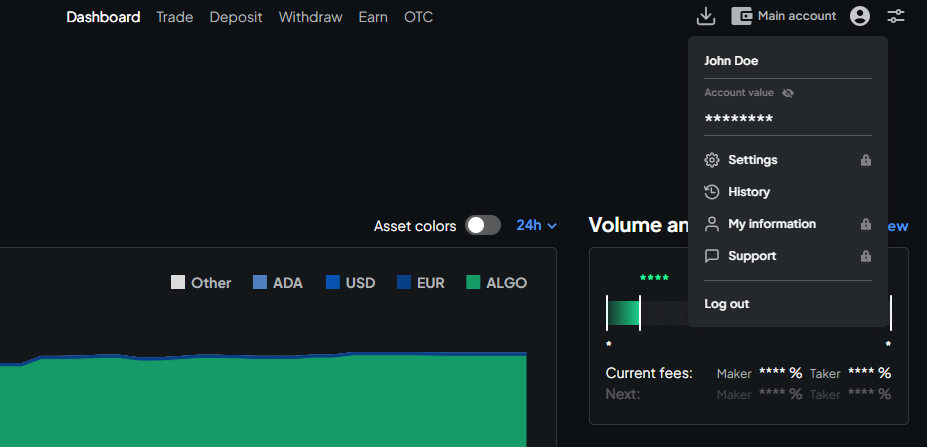 Dashboard Trade Deposit Withdraw Earn OTC Main account
John Doe
Account value
********
Settings
History
My information
Support
Log out
Asset colors 24h
Volume an ew
Other ADA USD EUR ALGO
****
* *
Current fees: Maker **** % Taker **** %
Next: Maker **** % Taker **** %